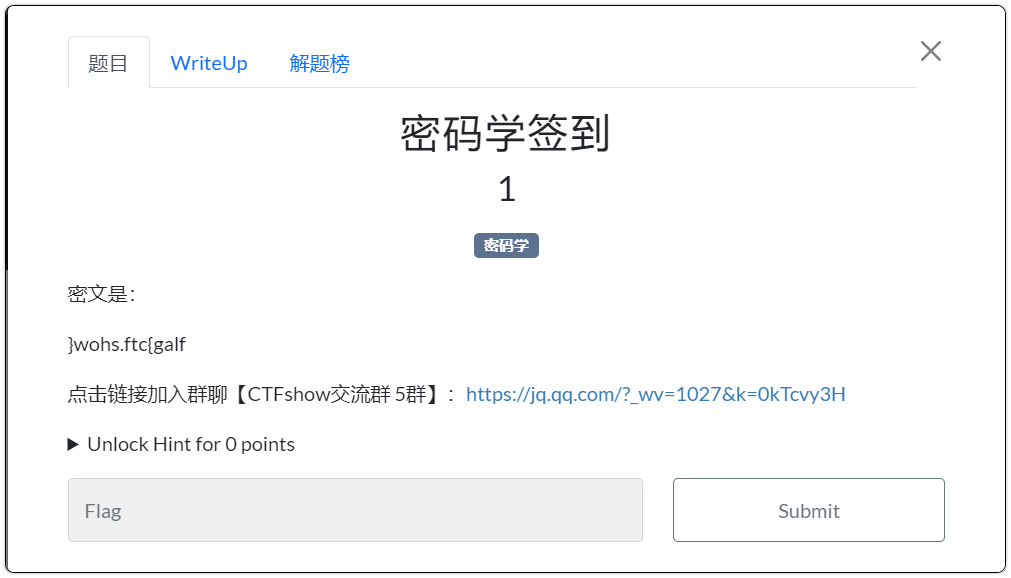 题目 WriteUp 解题榜
密码学签到
1
密码学
密文是：
}wohs.ftc{galf
点击链接加入群聊【CTFshow交流群 5群】：https://jq.qq.com/?_wv=1027&k=0kTcvy3H
Unlock Hint for 0 points
Flag Submit